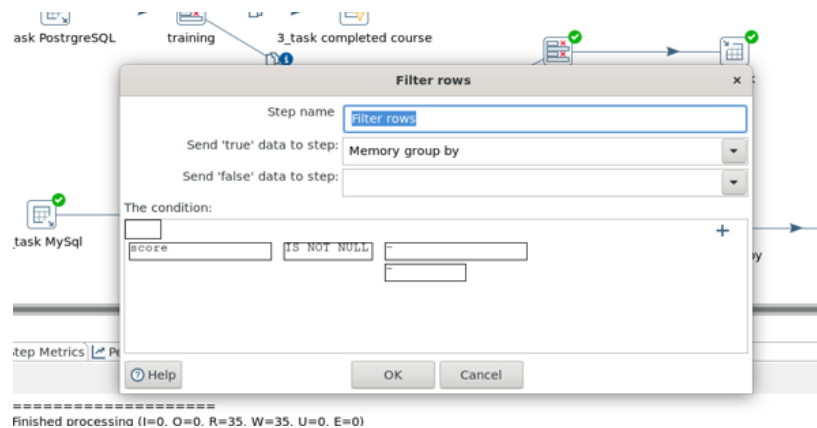 ask PostrgreSQL
training
3_task completed course
Filter rows
×
Step name
Filter rows
Send 'true' data to step:
Memory group by
Send 'false' data to step:
The condition:
+
score
IS NOT NULL
-
-
task MySql
tep Metrics
Help
OK
Cancel
=====================
Finished processing (I=0, O=0, R=35, W=35, U=0, E=0)